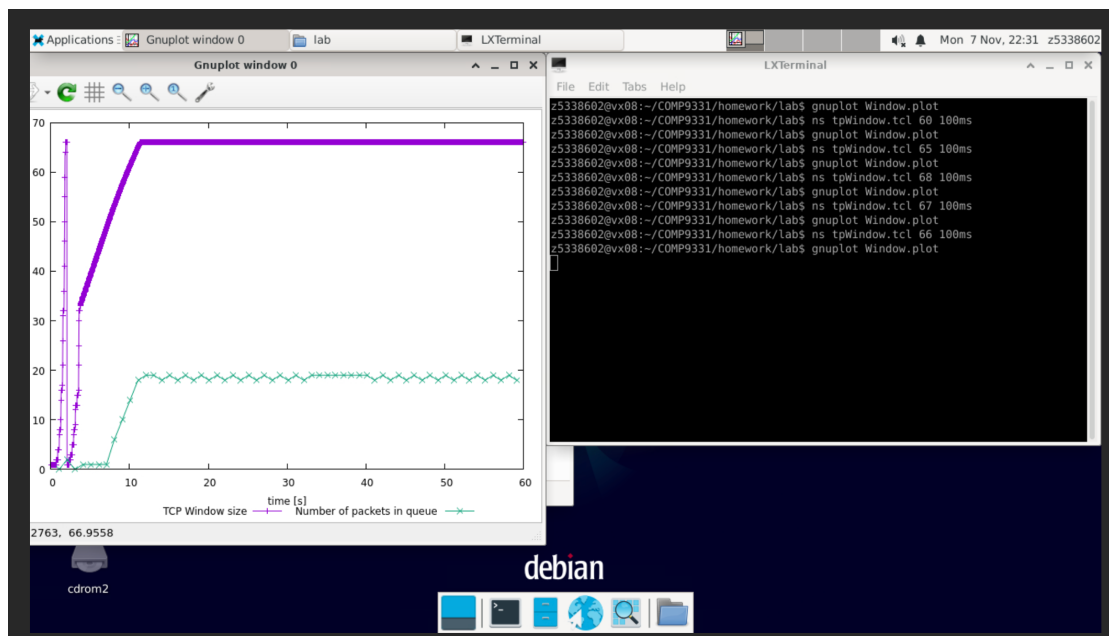 Applications Gnuplot window 0 lab LXTerminal Mon 7 Nov, 22:31 z5338602
Gnuplot window 0
70
60
50
40
30
20
10
0
0 10 20 30 40 50 60
time [s]
TCP Window size Number of packets in queue
2763, 66.9558
LXTerminal
File Edit Tabs Help
z5338602@vx08:~/COMP9331/homework/lab$ gnuplot Window.plot
z5338602@vx08:~/COMP9331/homework/lab$ ns tpWindow.tcl 60 100ms
z5338602@vx08:~/COMP9331/homework/lab$ gnuplot Window.plot
z5338602@vx08:~/COMP9331/homework/lab$ ns tpWindow.tcl 65 100ms
z5338602@vx08:~/COMP9331/homework/lab$ gnuplot Window.plot
z5338602@vx08:~/COMP9331/homework/lab$ ns tpWindow.tcl 68 100ms
z5338602@vx08:~/COMP9331/homework/lab$ gnuplot Window.plot
z5338602@vx08:~/COMP9331/homework/lab$ ns tpWindow.tcl 67 100ms
z5338602@vx08:~/COMP9331/homework/lab$ gnuplot Window.plot
z5338602@vx08:~/COMP9331/homework/lab$ ns tpWindow.tcl 66 100ms
z5338602@vx08:~/COMP9331/homework/lab$ gnuplot Window.plot
cdrom2
debian